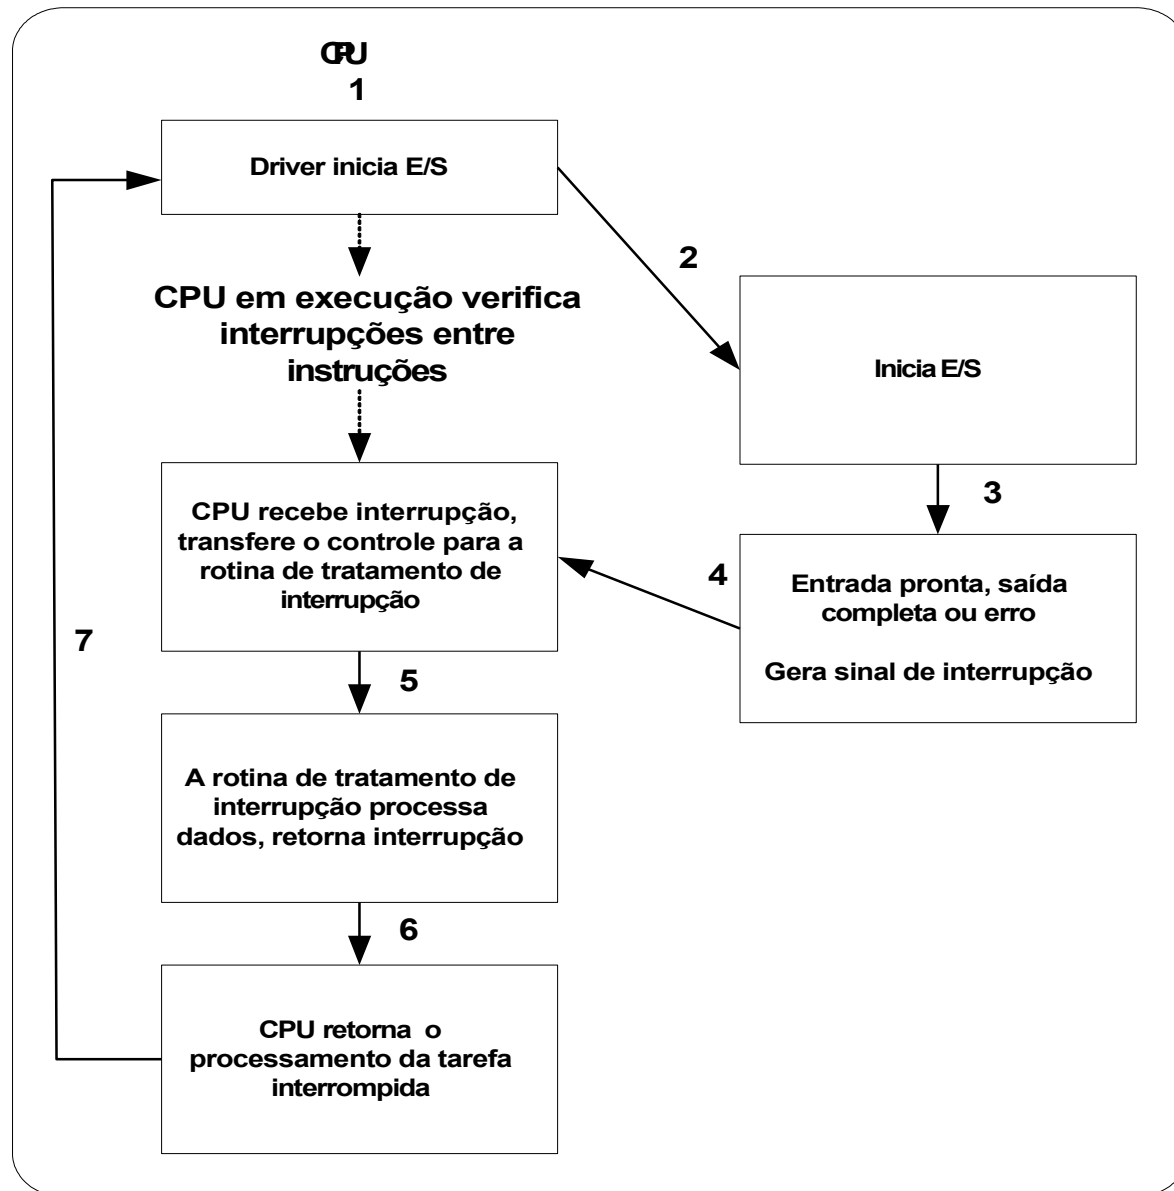 CPU
1
Driver inicia E/S
2
CPU em execução verifica
interrupções entre
instruções
Inicia E/S
3
CPU recebe interrupção,
transfere o controle para a
rotina de tratamento de
interrupção
4
Entrada pronta, saída
completa ou erro
Gera sinal de interrupção
7
5
A rotina de tratamento de
interrupção processa
dados, retorna interrupção
6
CPU retorna o
processamento da tarefa
interrompida